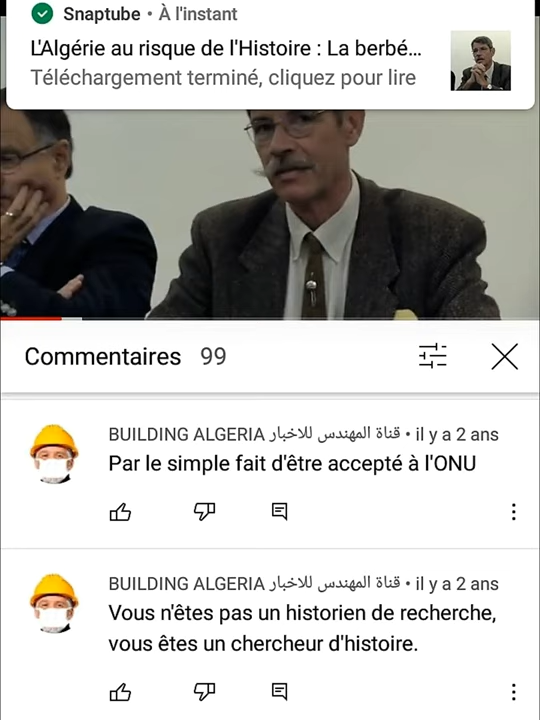 Snaptube • À l'instant
L'Algérie au risque de l'Histoire : La berbé...
Téléchargement terminé, cliquez pour lire
Commentaires 99
BUILDING ALGERIA قناة المهندس للاخبار • il y a 2 ans
Par le simple fait d'être accepté à l'ONU
BUILDING ALGERIA قناة المهندس للاخبار • il y a 2 ans
Vous n'êtes pas un historien de recherche,
vous êtes un chercheur d'histoire.